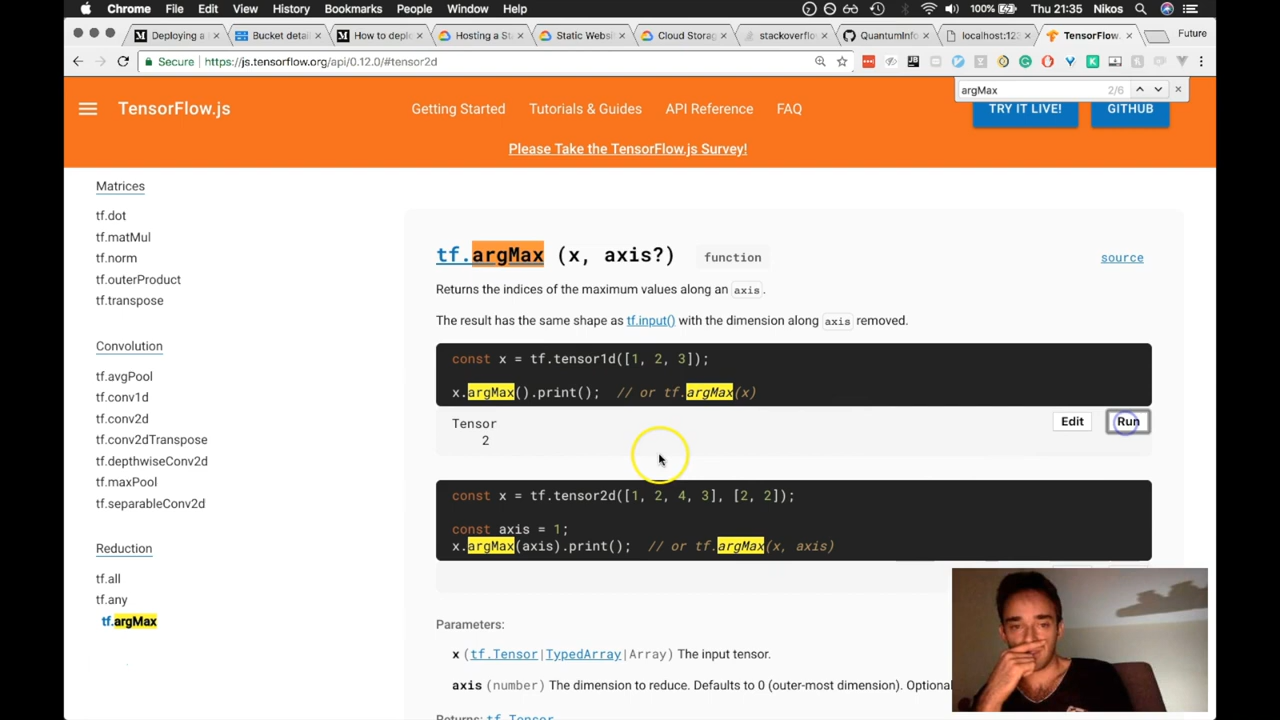 Chrome File Edit View History Bookmarks People Window Help 100% Thu 21:35 Nikos
Deploying a Bucket detai How to deplo Hosting a Sta Static Websi Cloud Storag stackoverflo QuantumInfo localhost:12 TensorFlow. Future
Secure https://js.tensorflow.org/api/0.12.0/#tensor2d
argMax 2/6
TensorFlow.js Getting Started Tutorials & Guides API Reference FAQ TRY IT LIVE! GITHUB
Please Take the TensorFlow.js Survey!
Matrices
tf.dot
tf.matMul
tf.norm
tf.outerProduct
tf.transpose
Convolution
tf.avgPool
tf.conv1d
tf.conv2d
tf.conv2dTranspose
tf.depthwiseConv2d
tf.maxPool
tf.separableConv2d
Reduction
tf.all
tf.any
tf.argMax
tf.argMax (x, axis?) function source
Returns the indices of the maximum values along an axis.
The result has the same shape as tf.input() with the dimension along axis removed.
const x = tf.tensor1d([1, 2, 3]);
x.argMax().print(); // or tf.argMax(x)
Edit Run
Tensor
2
const x = tf.tensor2d([1, 2, 4, 3], [2, 2]);
const axis = 1;
x.argMax(axis).print(); // or tf.argMax(x, axis)
Parameters:
x (tf.Tensor|TypedArray|Array) The input tensor.
axis (number) The dimension to reduce. Defaults to 0 (outer-most dimension). Optional
Returns: tf.Tensor